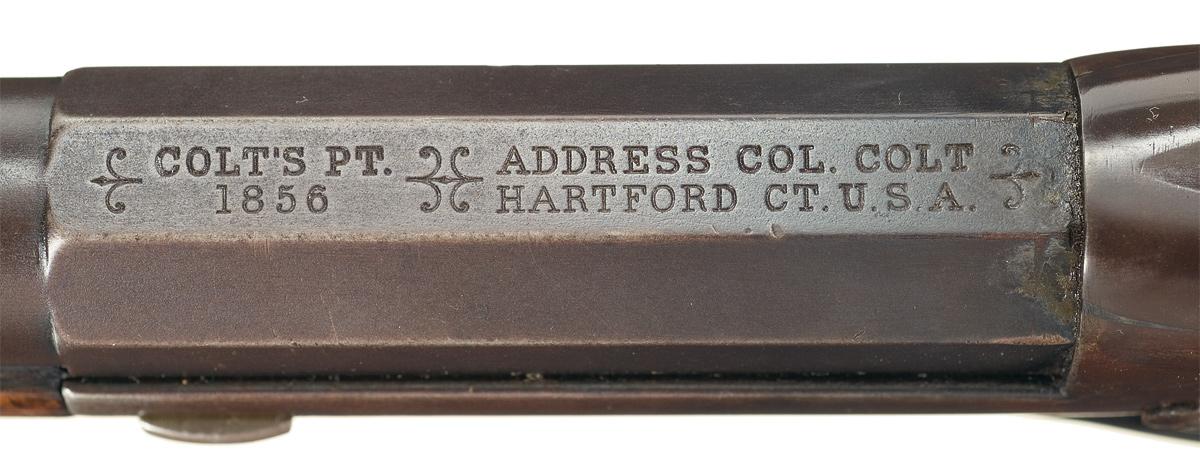 COLT'S PT.
1856
ADDRESS COL. COLT
HARTFORD CT. U.S.A.